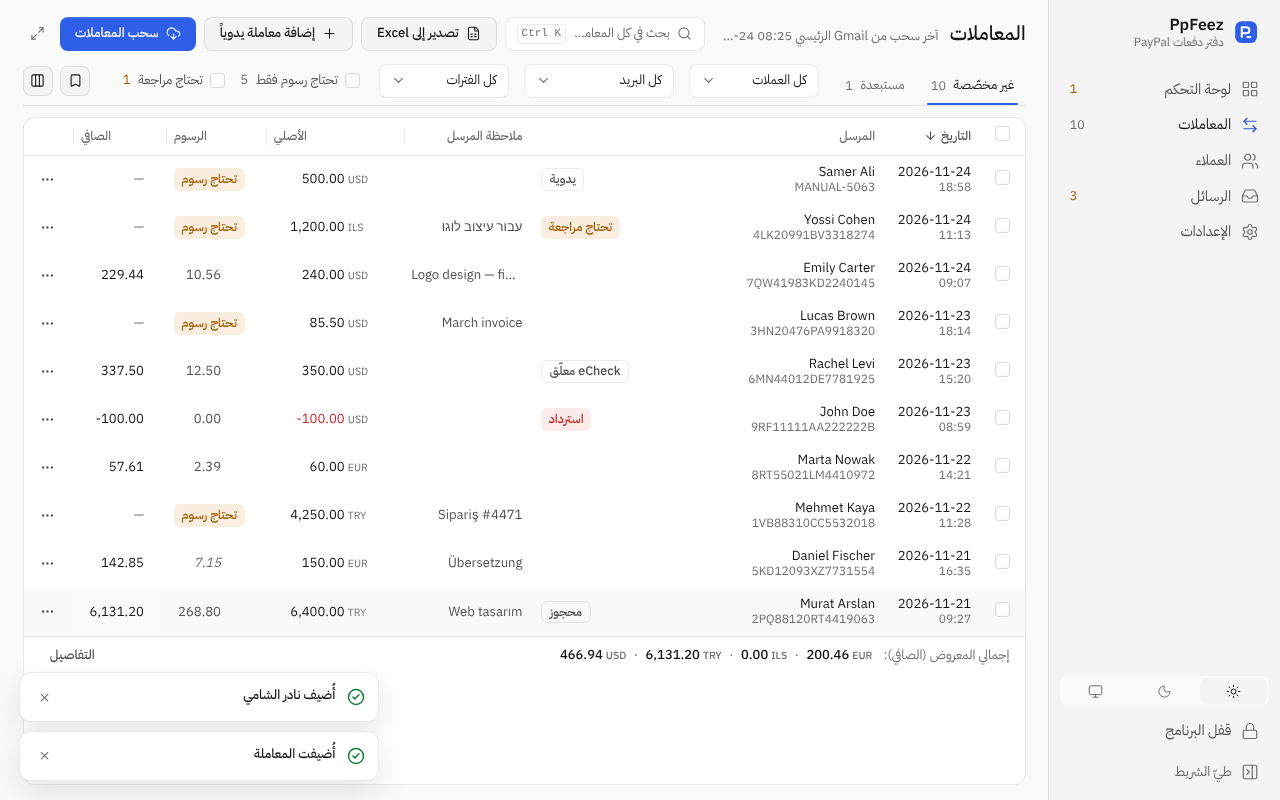 PpFeez
دفتر دفعات PayPal
لوحة التحكم 1
المعاملات 10
العملاء
الرسائل 3
الإعدادات
قفل البرنامج
طيّ الشريط
المعاملات
آخر سحب من Gmail الرئيسي 08:25 24-...
بحث في كل المعامـ... Ctrl K
تصدير إلى Excel
إضافة معاملة يدوياً
سحب المعاملات
غير مخصّصة 10
مستبعدة 1
كل العملات
كل البريد
كل الفترات
تحتاج رسوم فقط 5
تحتاج مراجعة 1
التاريخ ↓ المرسل ملاحظة المرسل الأصلي الرسوم الصافي
2026-11-24 Samer Ali يدوية 500.00 USD تحتاج رسوم —
18:58 MANUAL-5063
2026-11-24 Yossi Cohen تحتاج مراجعة עבור עיצוב לוגו 1,200.00 ILS تحتاج رسوم —
11:13 4LK20991BV3318274
2026-11-24 Emily Carter Logo design — fi... 240.00 USD 10.56 229.44
09:07 7QW41983KD2240145
2026-11-23 Lucas Brown March invoice 85.50 USD تحتاج رسوم —
18:14 3HN20476PA9918320
2026-11-23 Rachel Levi eCheck معلّق 350.00 USD 12.50 337.50
15:20 6MN44012DE7781925
2026-11-23 John Doe استرداد -100.00 USD 0.00 -100.00
08:59 9RF11111AA222222B
2026-11-22 Marta Nowak 60.00 EUR 2.39 57.61
14:21 8RT55021LM4410972
2026-11-22 Mehmet Kaya Sipariş #4471 4,250.00 TRY تحتاج رسوم —
11:28 1VB88310CC5532018
2026-11-21 Daniel Fischer Übersetzung 150.00 EUR 7.15 142.85
16:35 5KD12093XZ7731554
2026-11-21 Murat Arslan محجوز Web tasarım 6,400.00 TRY 268.80 6,131.20
09:27 2PQ88120RT4419063
إجمالي المعروض (الصافي): 200.46 EUR · 0.00 ILS · 6,131.20 TRY · 466.94 USD التفاصيل
أُضيف نادر الشامي
أُضيفت المعاملة